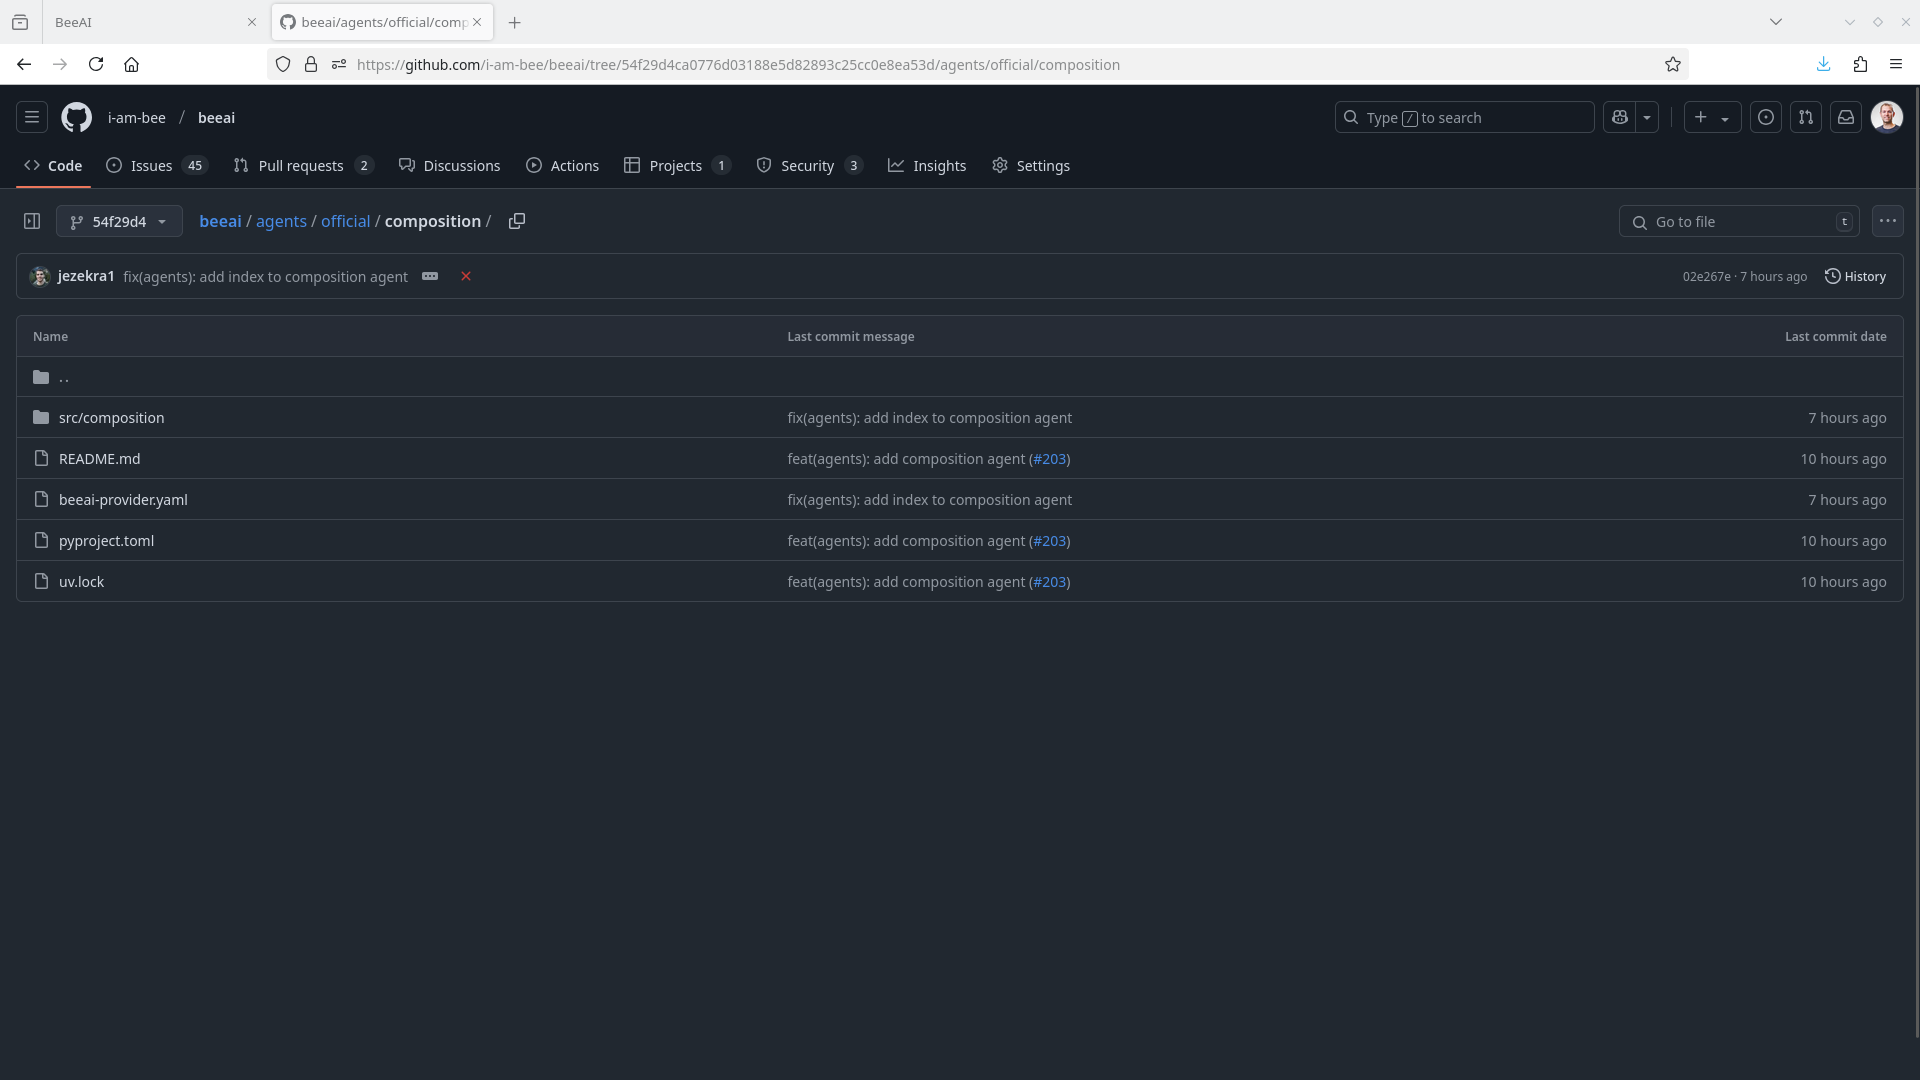 BeeAI
beeai/agents/official/comp
https://github.com/i-am-bee/beeai/tree/54f29d4ca0776d03188e5d82893c25cc0e8ea53d/agents/official/composition
i-am-bee / beeai
Type / to search
Code
Issues 45
Pull requests 2
Discussions
Actions
Projects 1
Security 3
Insights
Settings
54f29d4
beeai / agents / official / composition /
Go to file t
jezekra1 fix(agents): add index to composition agent
02e267e · 7 hours ago
History
Name Last commit message Last commit date
..
src/composition fix(agents): add index to composition agent 7 hours ago
README.md feat(agents): add composition agent (#203) 10 hours ago
beeai-provider.yaml fix(agents): add index to composition agent 7 hours ago
pyproject.toml feat(agents): add composition agent (#203) 10 hours ago
uv.lock feat(agents): add composition agent (#203) 10 hours ago